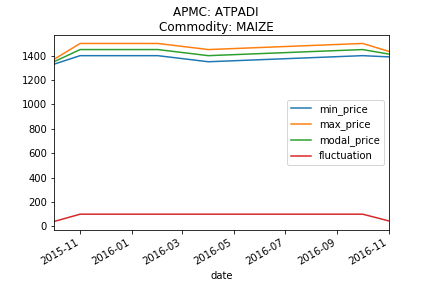 APMC: ATPADI
Commodity: MAIZE
1400
1200
1000
800
600
400
200
0
min_price
max_price
modal_price
fluctuation
2015-11
2016-01
2016-03
2016-05
2016-07
2016-09
2016-11
date